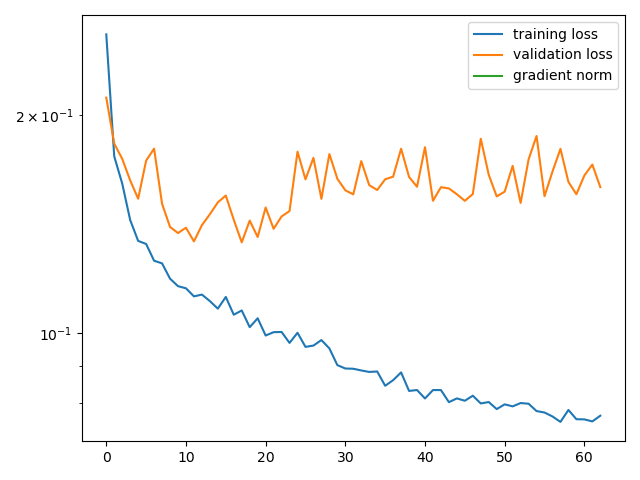 training loss
validation loss
gradient norm
2 × 10⁻¹
10⁻¹
0 10 20 30 40 50 60